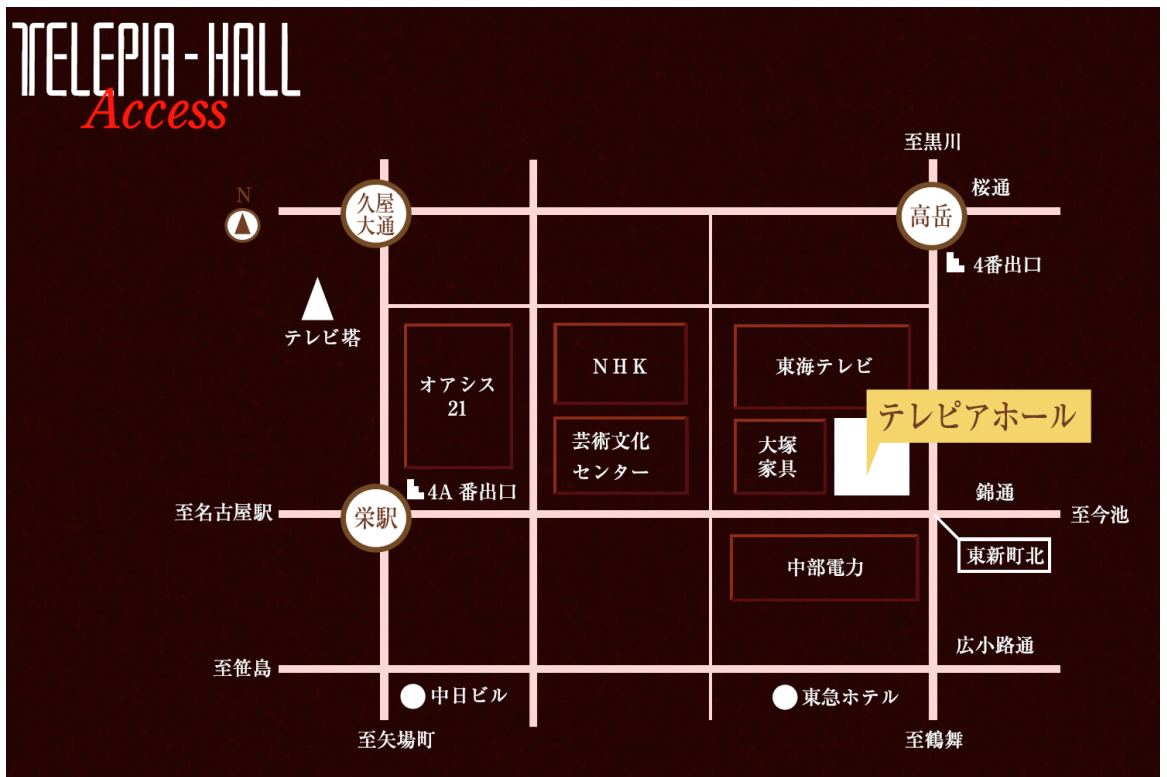 TELEPIA-HALL
Access
至黒川
N
久屋
大通
高岳
桜通
4番出口
テレビ塔
オアシス
21
NHK
東海テレビ
テレピアホール
芸術文化
センター
大塚
家具
4A 番出口
錦通
至名古屋駅
栄駅
至今池
東新町北
中部電力
広小路通
至笹島
中日ビル
東急ホテル
至矢場町
至鶴舞